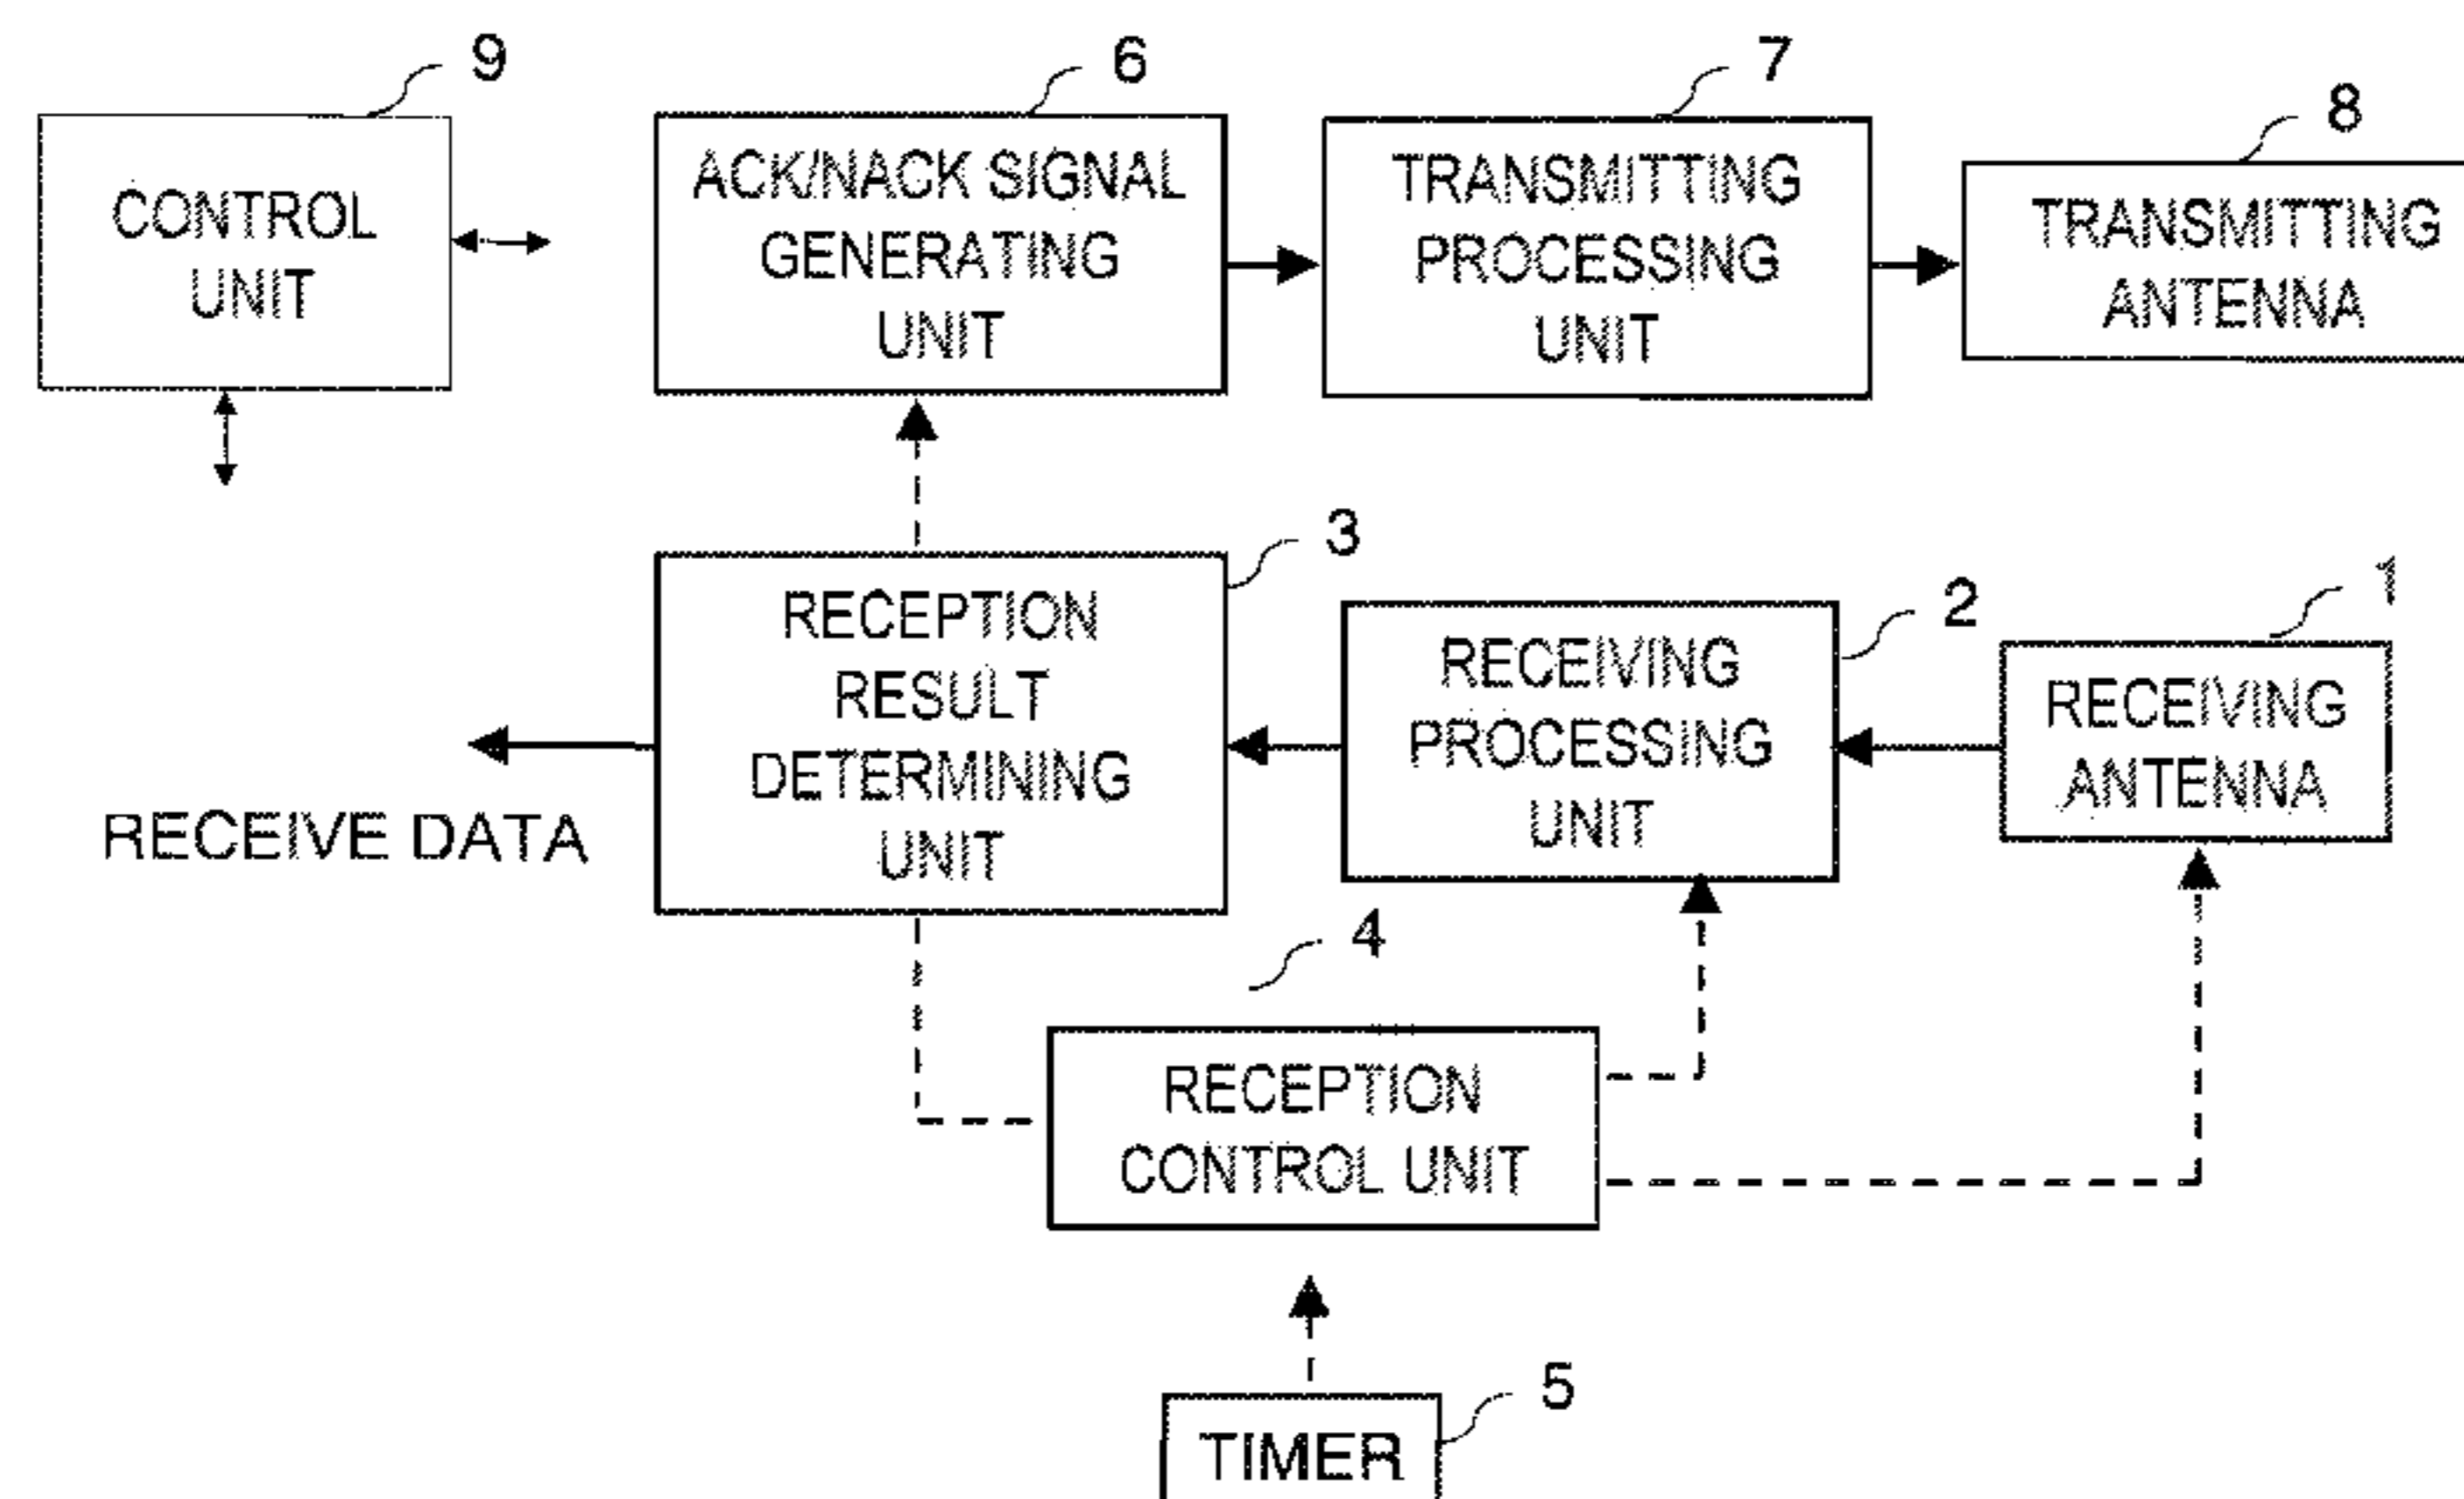 9
CONTROL
UNIT
6
ACK/NACK SIGNAL
GENERATING
UNIT
7
TRANSMITTING
PROCESSING
UNIT
8
TRANSMITTING
ANTENNA
3
RECEPTION
RESULT
DETERMINING
UNIT
RECEIVE DATA
2
RECEIVING
PROCESSING
UNIT
1
RECEIVING
ANTENNA
4
RECEPTION
CONTROL UNIT
5
TIMER